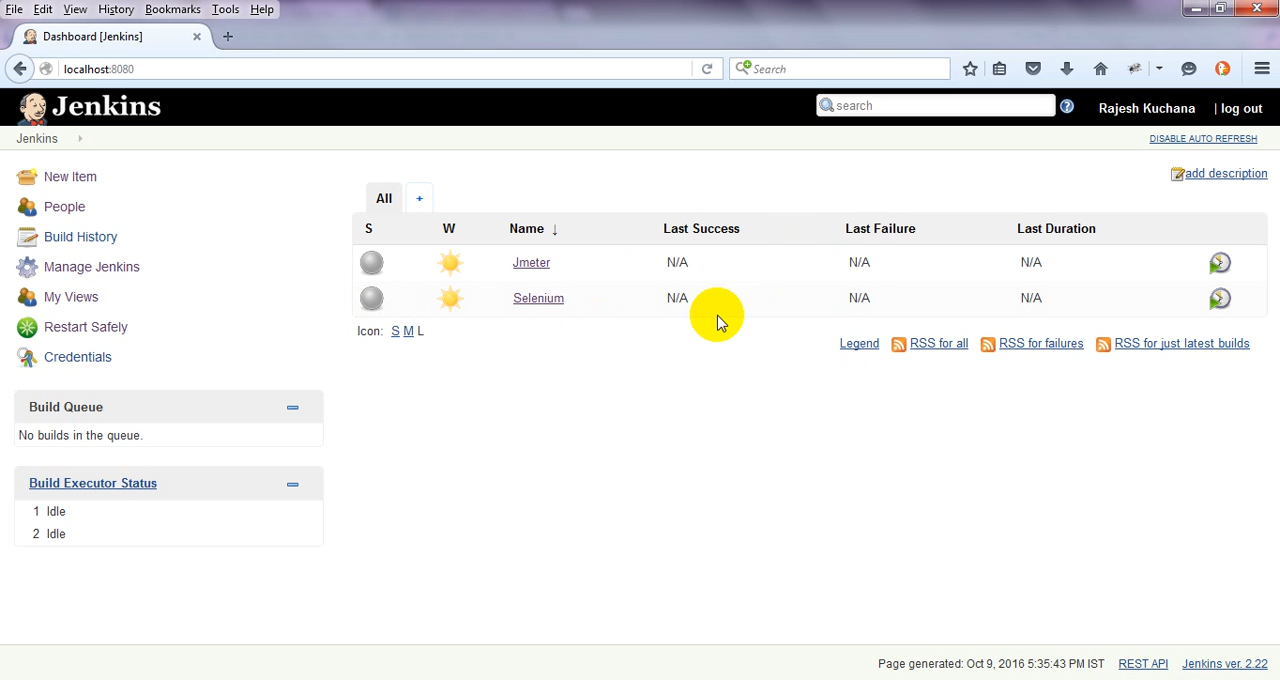 File Edit View History Bookmarks Tools Help
Dashboard [Jenkins]
localhost:8080
Search
Jenkins
search
Rajesh Kuchana | log out
Jenkins
DISABLE AUTO REFRESH
New Item
People
Build History
Manage Jenkins
My Views
Restart Safely
Credentials
Build Queue
No builds in the queue.
Build Executor Status
1 Idle
2 Idle
add description
All +
S W Name ↓ Last Success Last Failure Last Duration
Jmeter N/A N/A N/A
Selenium N/A N/A N/A
Icon: S M L
Legend RSS for all RSS for failures RSS for just latest builds
Page generated: Oct 9, 2016 5:35:43 PM IST REST API Jenkins ver. 2.22